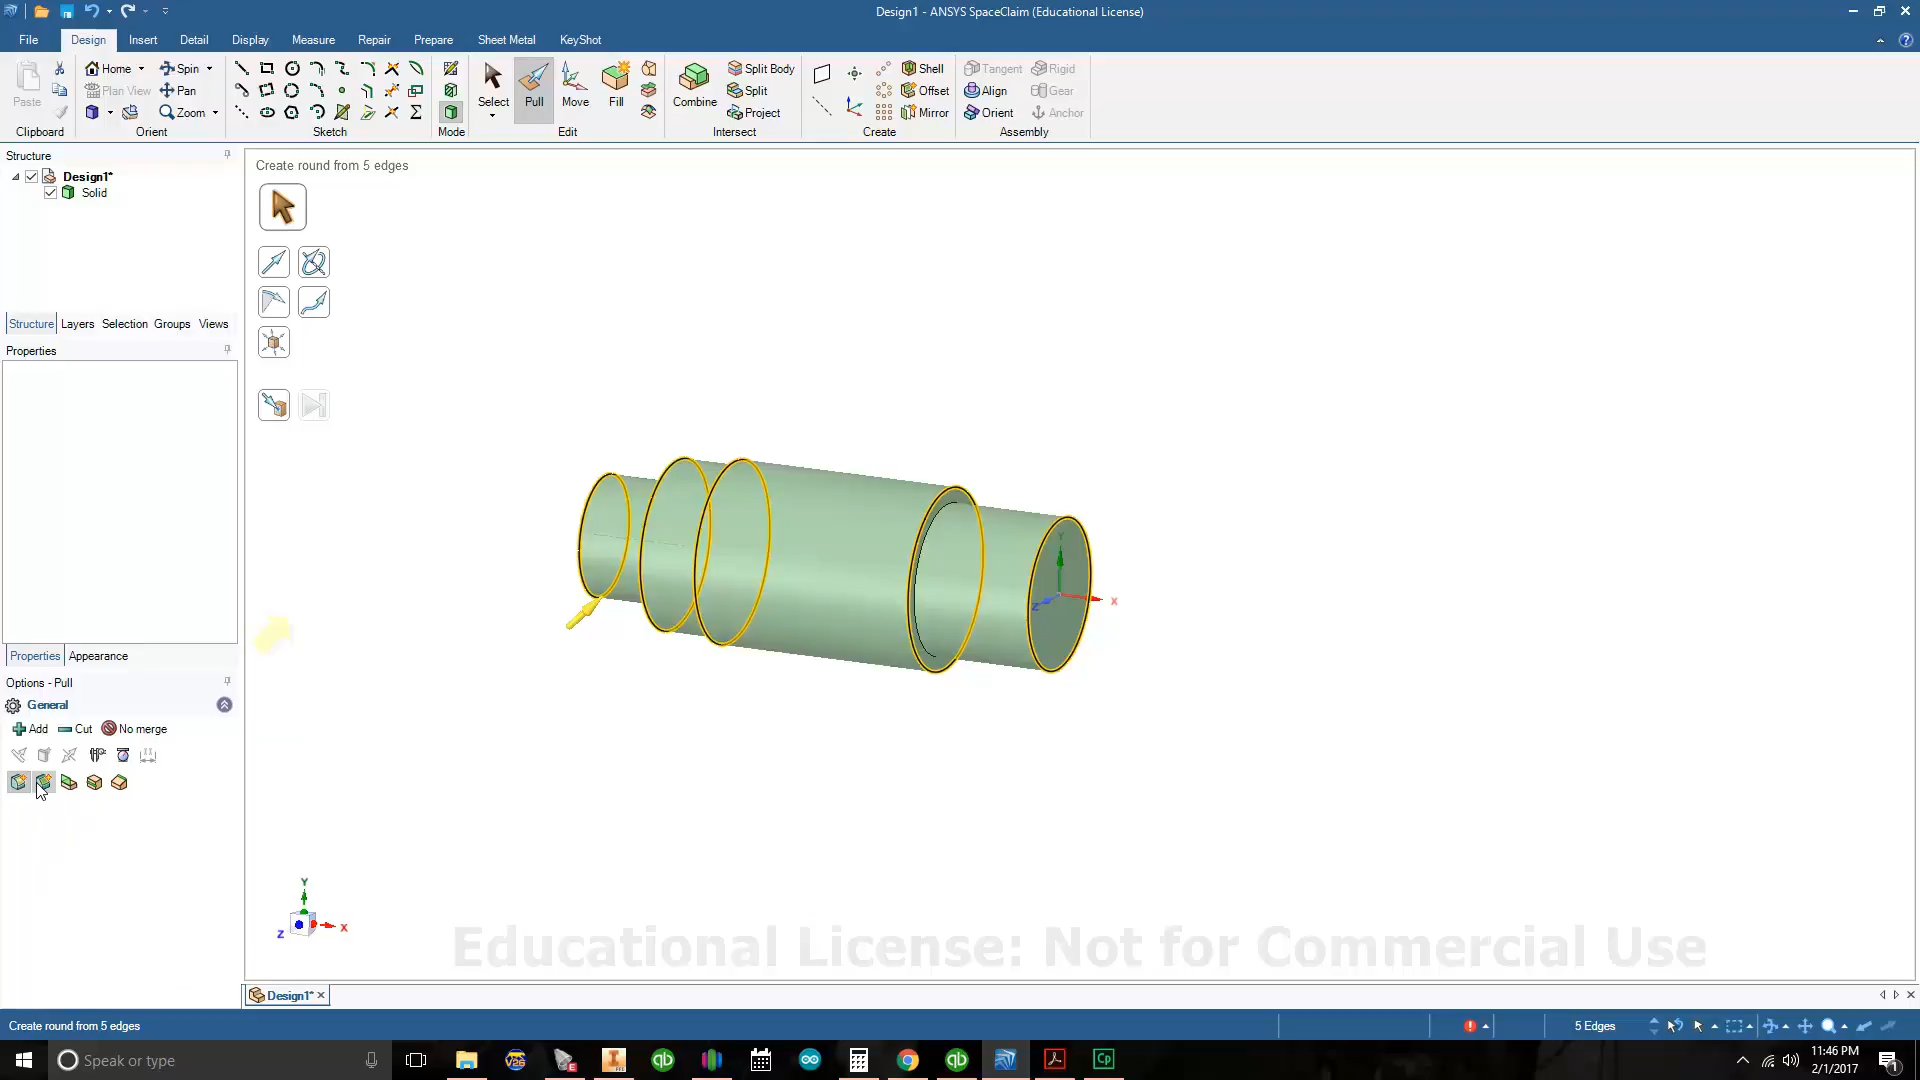 Design1 - ANSYS SpaceClaim (Educational License)
File Design Insert Detail Display Measure Repair Prepare Sheet Metal KeyShot
Paste Home Spin Plan View Pan Zoom Select Pull Move Fill Combine Split Body Split Project Shell Offset Mirror Tangent Rigid Align Gear Orient Anchor
Clipboard Orient Sketch Mode Edit Intersect Create Assembly
Structure
Design1*
Solid
Structure Layers Selection Groups Views
Properties
Properties Appearance
Options - Pull
General
Add Cut No merge
Create round from 5 edges
Y
X
Z
Y
X
Z
Educational License: Not for Commercial Use
Design1*
Create round from 5 edges
5 Edges
Speak or type
11:46 PM
2/1/2017